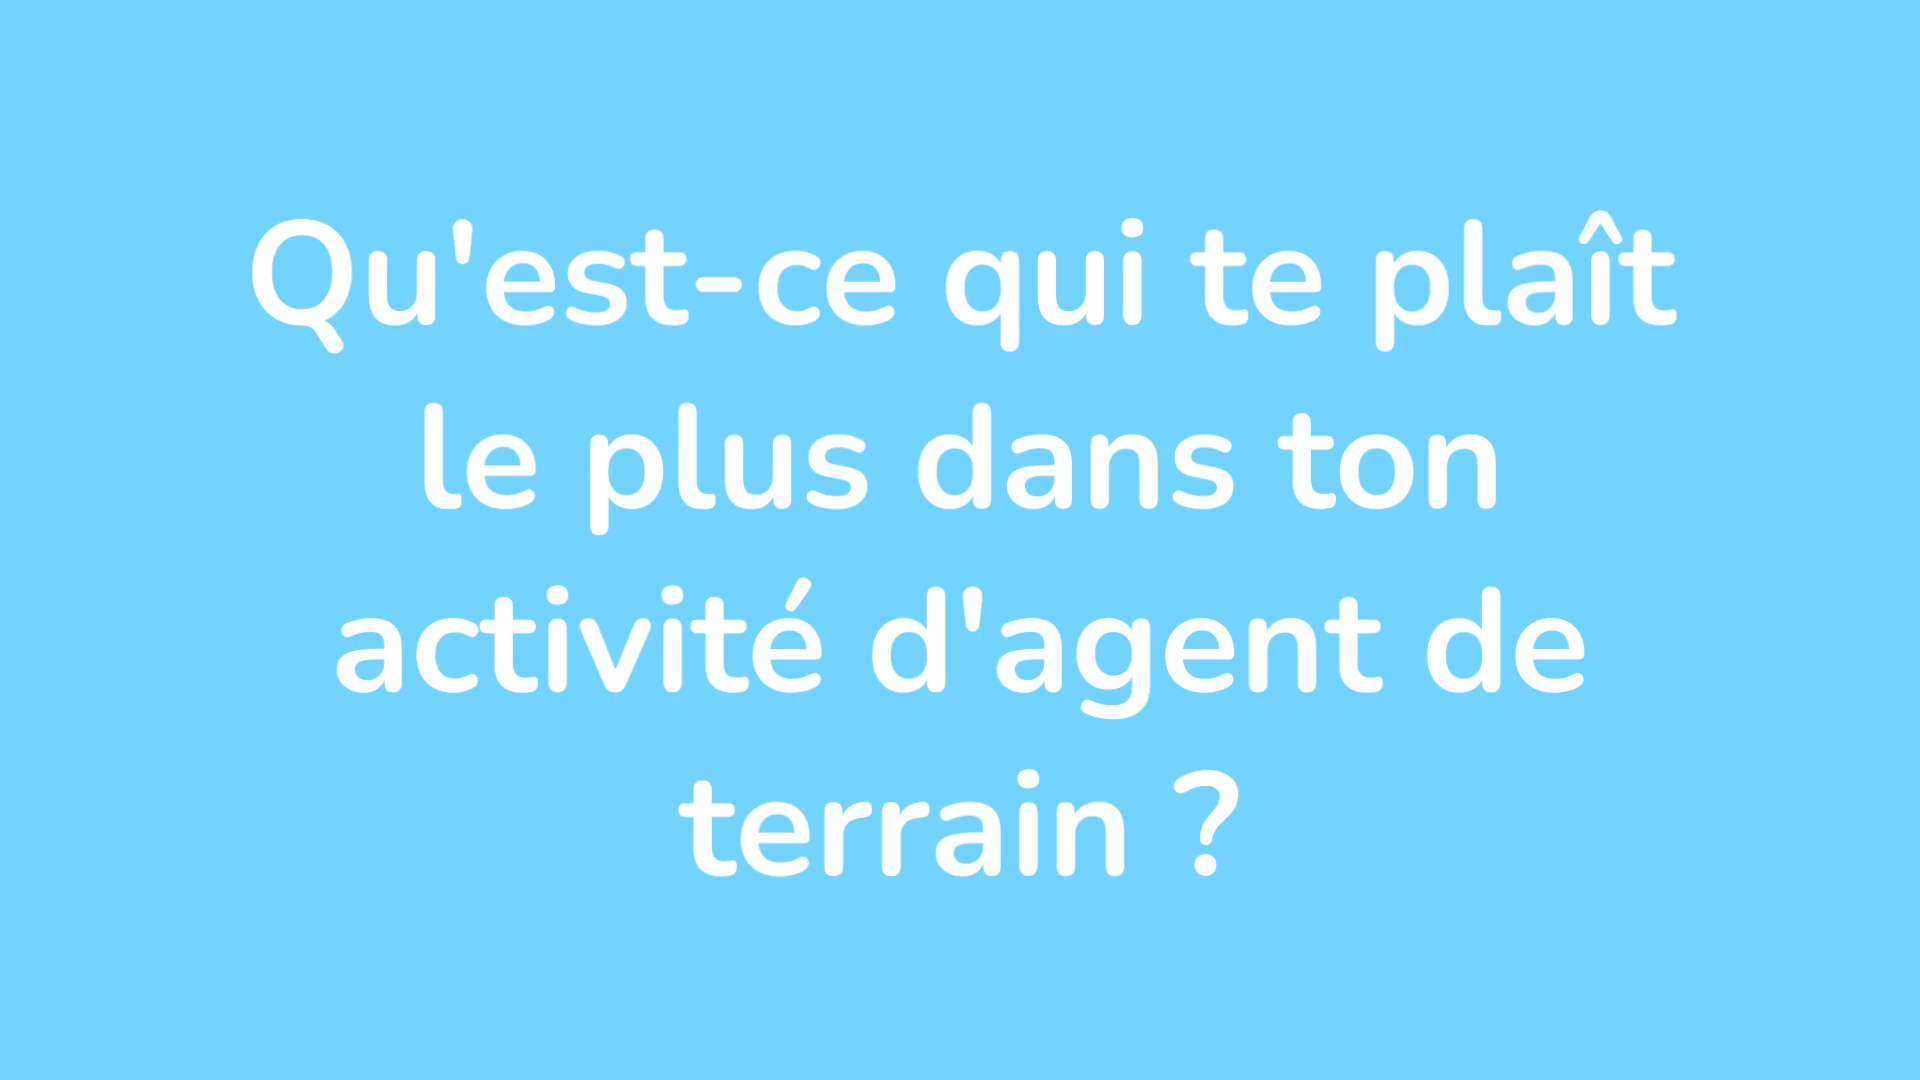 Qu'est-ce qui te plaît
le plus dans ton
activité d'agent de
terrain ?